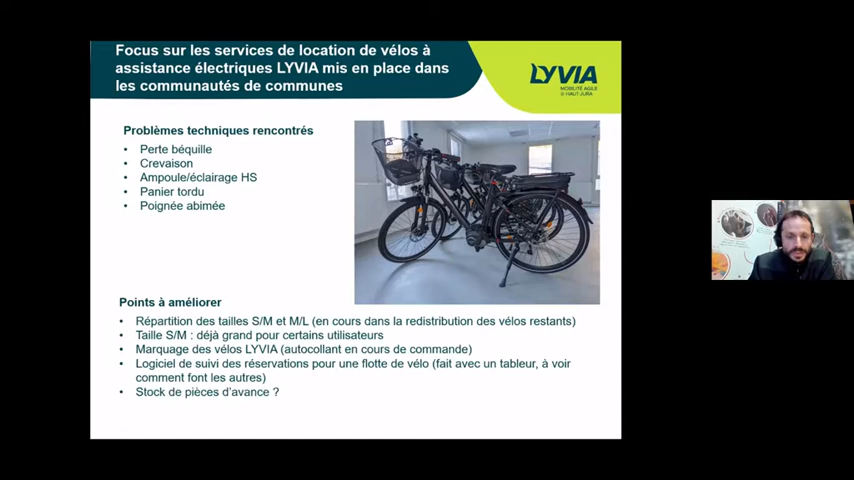 Focus sur les services de location de vélos à
assistance électriques LYVIA mis en place dans
les communautés de communes
LYVIA
MOBILITÉ AGILE
@ HAUT JURA
Problèmes techniques rencontrés
• Perte béquille
• Crevaison
• Ampoule/éclairage HS
• Panier tordu
• Poignée abimée
Points à améliorer
• Répartition des tailles S/M et M/L (en cours dans la redistribution des vélos restants)
• Taille S/M : déjà grand pour certains utilisateurs
• Marquage des vélos LYVIA (autocollant en cours de commande)
• Logiciel de suivi des réservations pour une flotte de vélo (fait avec un tableur, à voir
comment font les autres)
• Stock de pièces d'avance ?